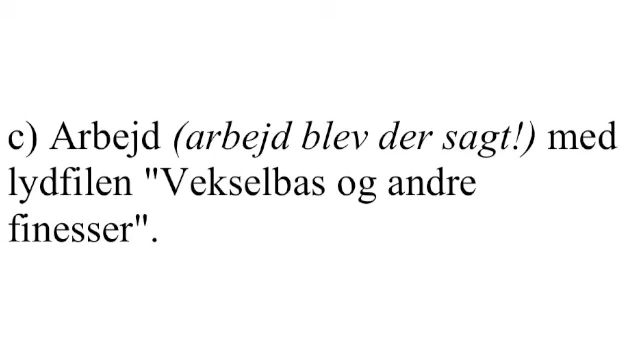 c) Arbejd (arbejd blev der sagt!) med
lydfilen "Vekselbas og andre
finesser".